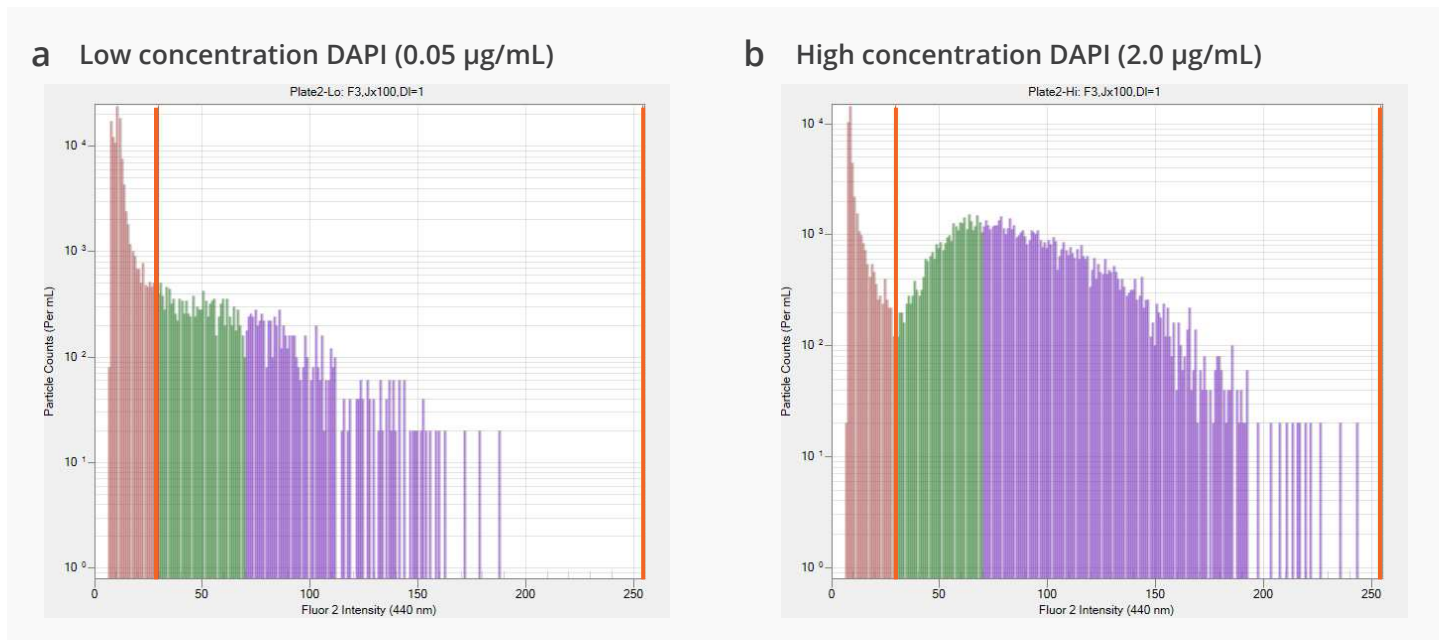 a Low concentration DAPI (0.05 µg/mL)
Plate2-Lo: F3,Jx100,DI=1
Particle Counts (Per mL)
10 4
10 3
10 2
10 1
10 0
0 50 100 150 200 250
Fluor 2 Intensity (440 nm)
b High concentration DAPI (2.0 µg/mL)
Plate2-Hi: F3,Jx100,DI=1
Particle Counts (Per mL)
10 4
10 3
10 2
10 1
10 0
0 50 100 150 200 250
Fluor 2 Intensity (440 nm)